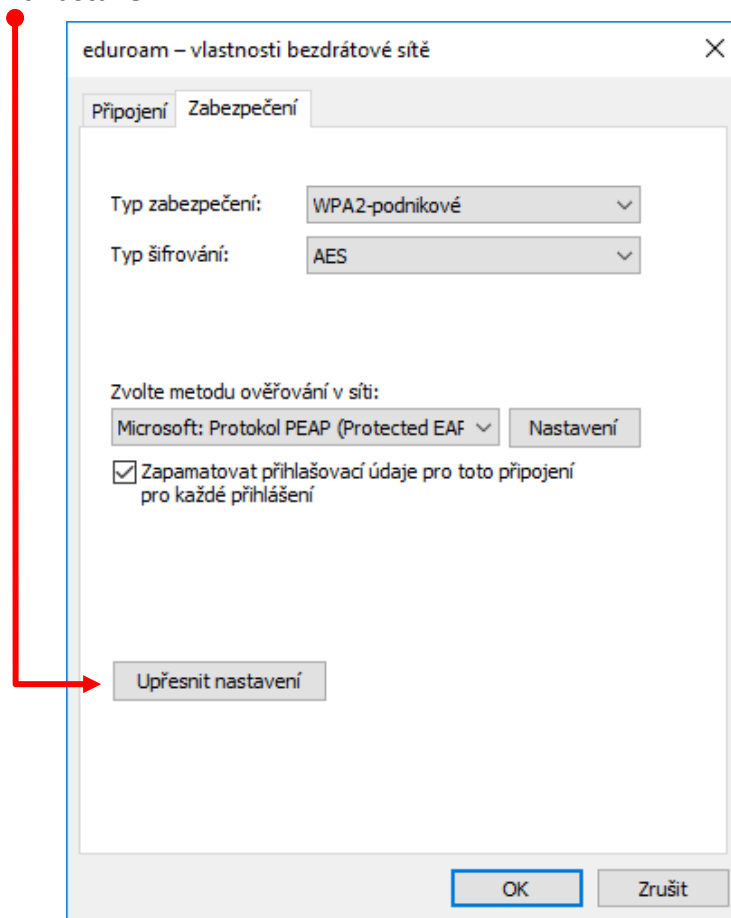 eduroam – vlastnosti bezdrátové sítě
Připojení Zabezpečení
Typ zabezpečení: WPA2-podnikové
Typ šifrování: AES
Zvolte metodu ověřování v síti:
Microsoft: Protokol PEAP (Protected EAP Nastavení
Zapamatovat přihlašovací údaje pro toto připojení
pro každé přihlášení
Upřesnit nastavení
OK Zrušit